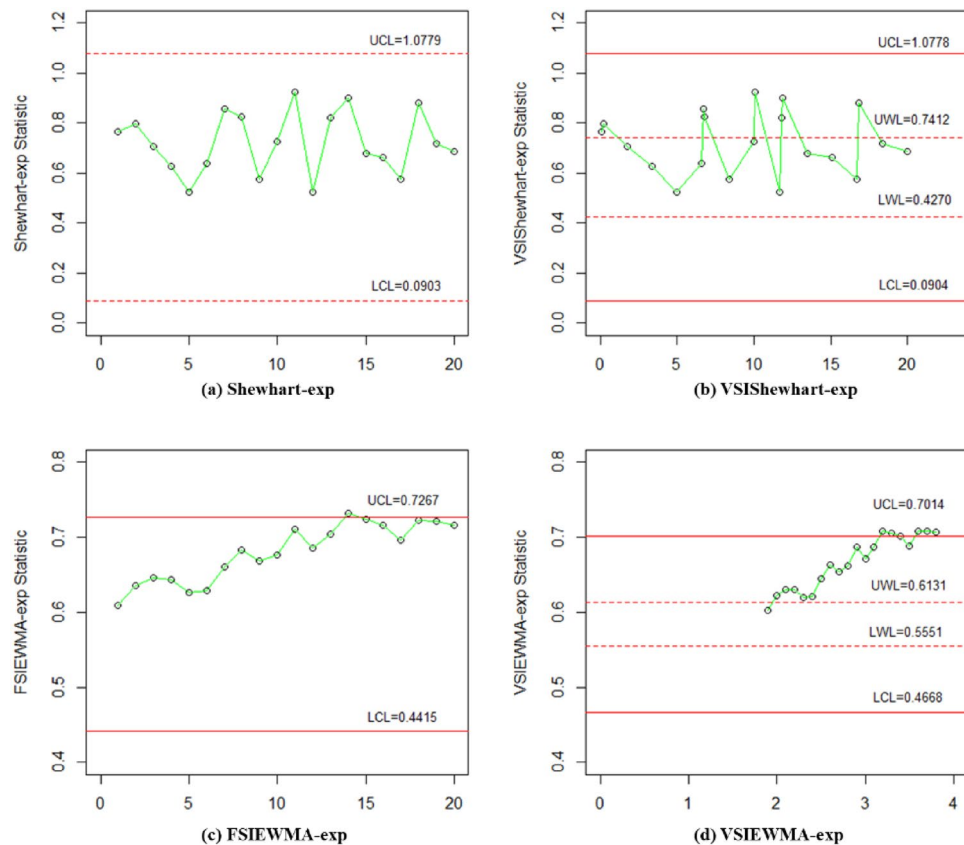 Shewhart-exp Statistic
0.0 0.2 0.4 0.6 0.8 1.0 1.2
UCL=1.0779
LCL=0.0903
0 5 10 15 20
(a) Shewhart-exp
VSIShewhart-exp Statistic
0.0 0.2 0.4 0.6 0.8 1.0 1.2
UCL=1.0778
UWL=0.7412
LWL=0.4270
LCL=0.0904
0 5 10 15 20
(b) VSIShewhart-exp
FSIEWMA-exp Statistic
0.4 0.5 0.6 0.7 0.8
UCL=0.7267
LCL=0.4415
0 5 10 15 20
(c) FSIEWMA-exp
VSIEWMA-exp Statistic
0.4 0.5 0.6 0.7 0.8
UCL=0.7014
UWL=0.6131
LWL=0.5551
LCL=0.4668
0 1 2 3 4
(d) VSIEWMA-exp